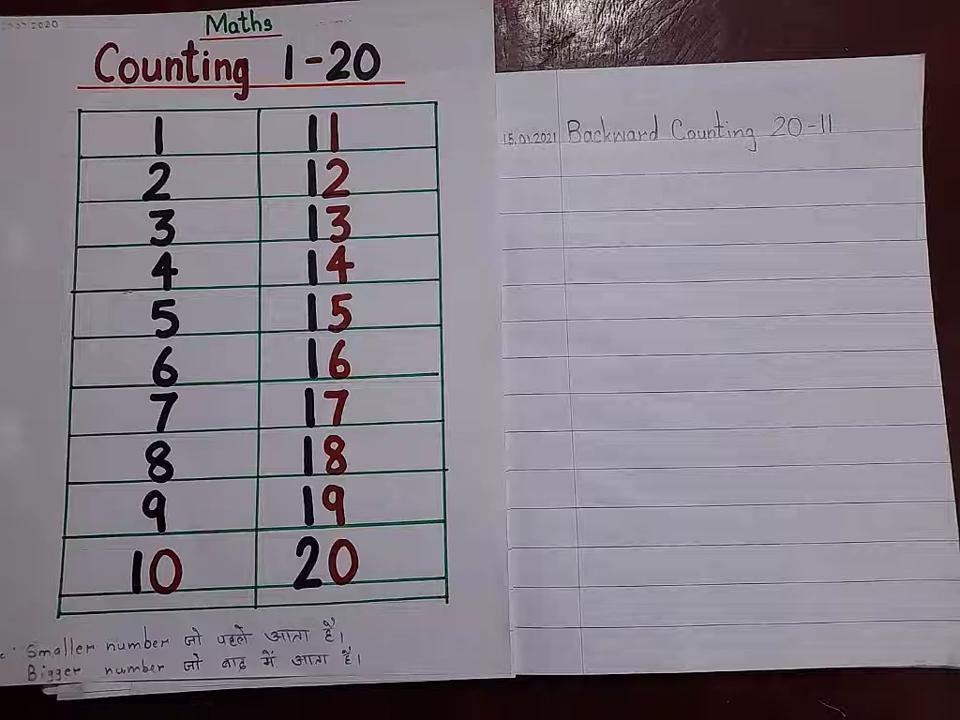 Maths
Counting 1-20
1 11
2 12
3 13
4 14
5 15
6 16
7 17
8 18
9 19
10 20
Smaller number जो पहले आता है।
Bigger number जो बाद में आता है।
15.01.2021 Backward Counting 20-11